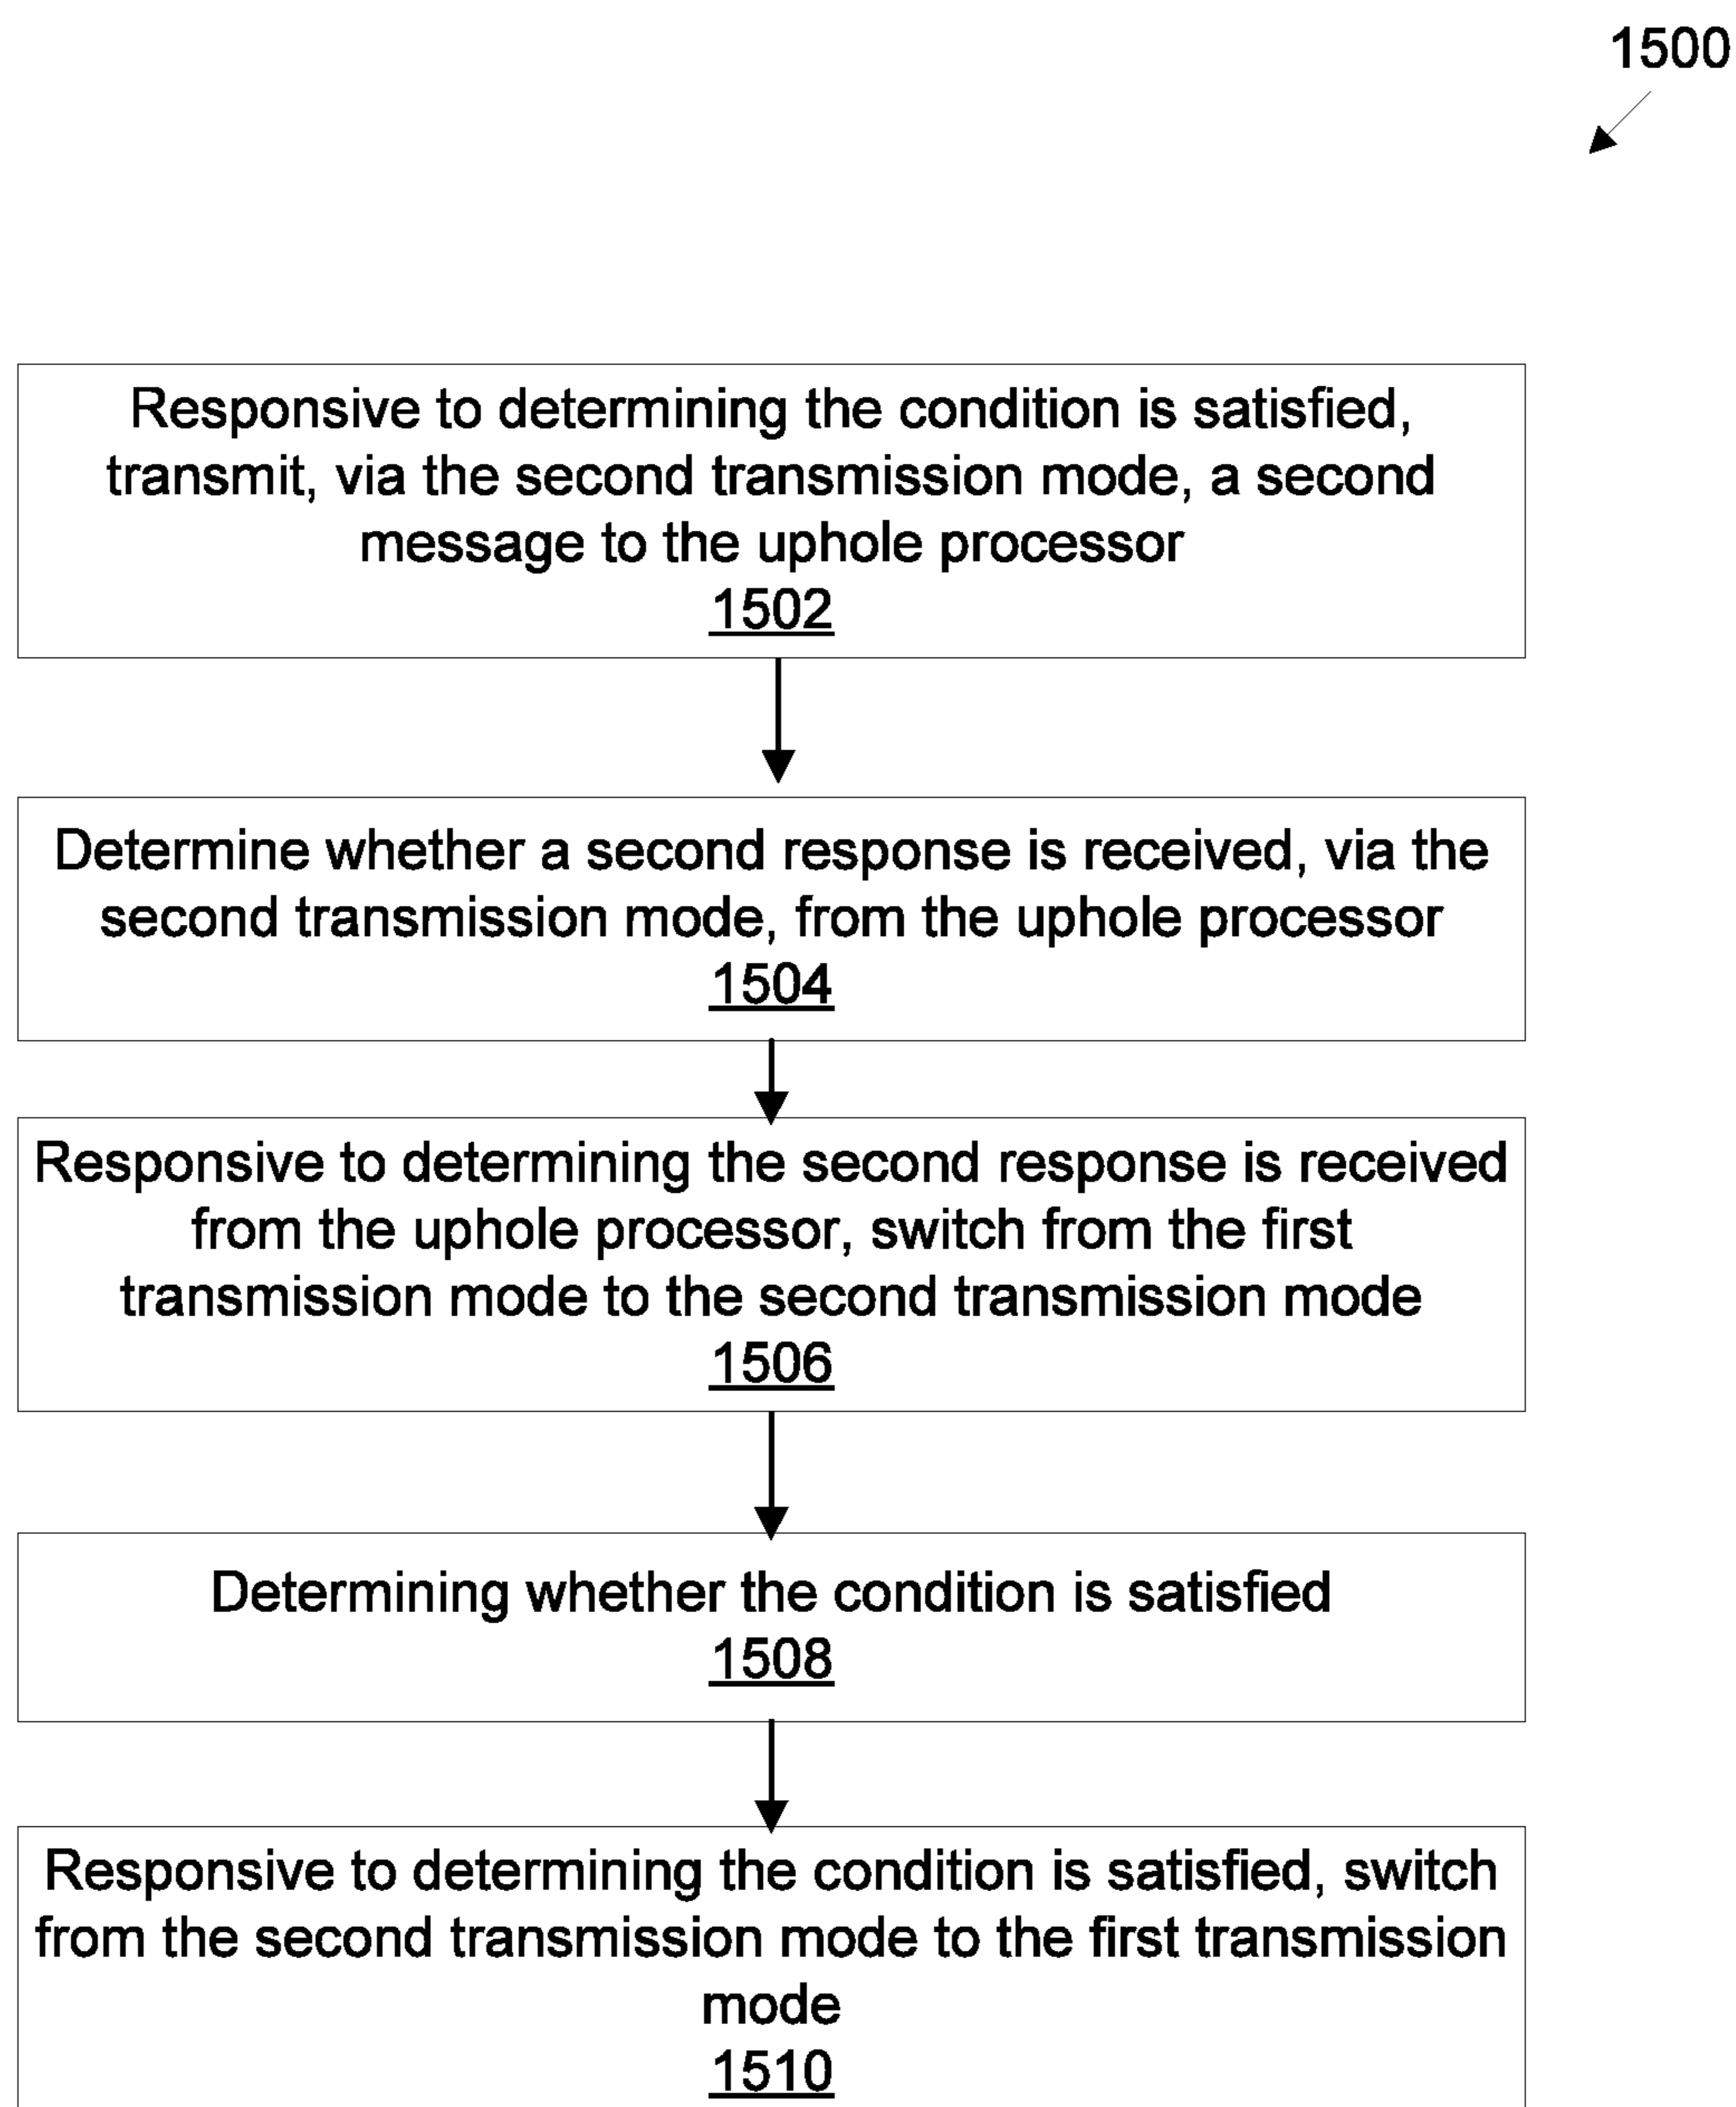 1500
Responsive to determining the condition is satisfied,
transmit, via the second transmission mode, a second
message to the uphole processor
1502
Determine whether a second response is received, via the
second transmission mode, from the uphole processor
1504
Responsive to determining the second response is received
from the uphole processor, switch from the first
transmission mode to the second transmission mode
1506
Determining whether the condition is satisfied
1508
Responsive to determining the condition is satisfied, switch
from the second transmission mode to the first transmission
mode
1510